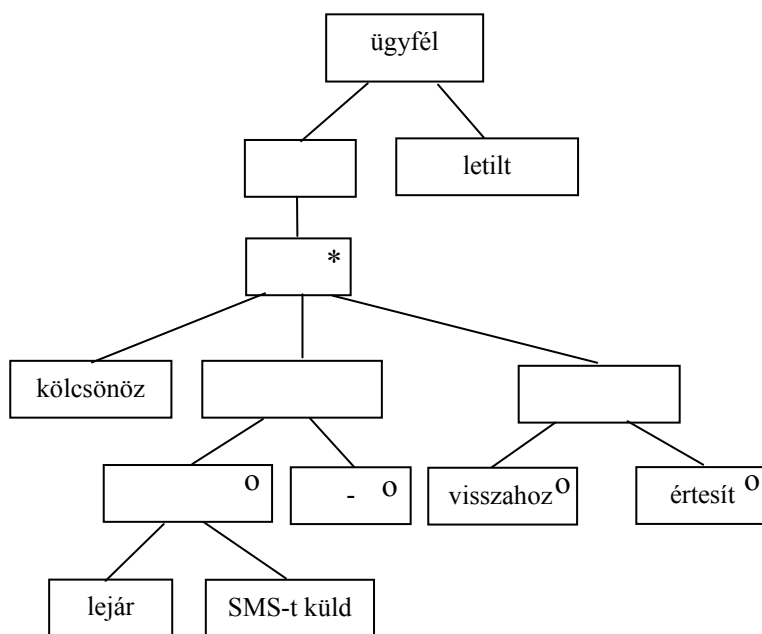 ügyfél
letilt
*
kölcsönöz
o
- o
visszahoz o
értesít o
lejár
SMS-t küld